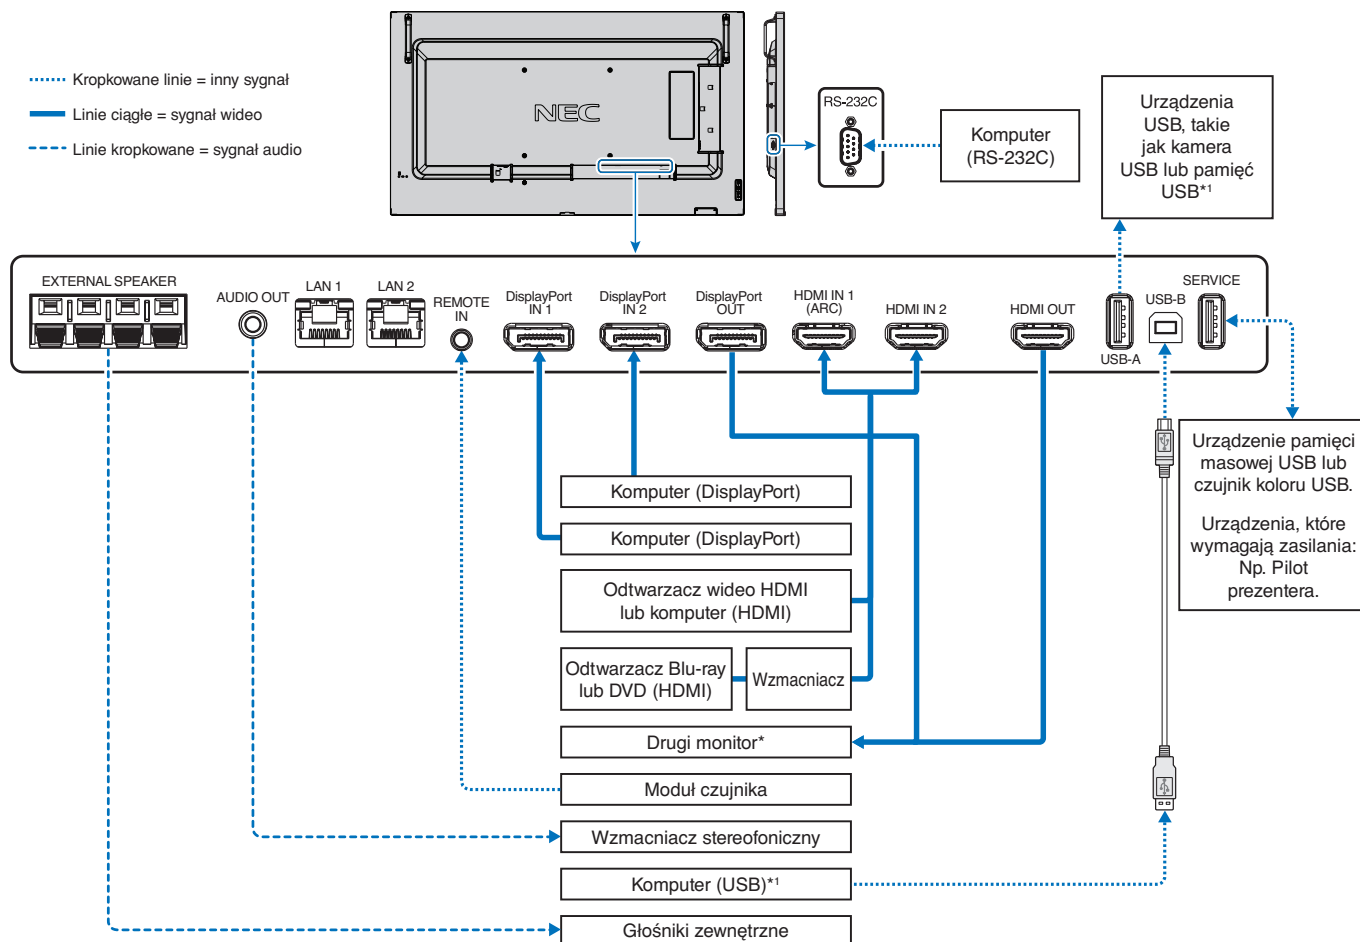 Kropkowane linie = inny sygnał
Linie ciągłe = sygnał wideo
Linie kropkowane = sygnał audio
NEC
RS-232C
Komputer
(RS-232C)
Urządzenia
USB, takie
jak kamera
USB lub pamięć
USB*1
EXTERNAL SPEAKER
AUDIO OUT
LAN 1
LAN 2
REMOTE
IN
DisplayPort
IN 1
DisplayPort
IN 2
DisplayPort
OUT
HDMI IN 1
(ARC)
HDMI IN 2
HDMI OUT
USB-A
USB-B
SERVICE
Urządzenie pamięci
masowej USB lub
czujnik koloru USB.
Urządzenia, które
wymagają zasilania:
Np. Pilot
prezentera.
Komputer (DisplayPort)
Komputer (DisplayPort)
Odtwarzacz wideo HDMI
lub komputer (HDMI)
Odtwarzacz Blu-ray
lub DVD (HDMI)
Wzmacniacz
Drugi monitor*
Moduł czujnika
Wzmacniacz stereofoniczny
Komputer (USB)*1
Głośniki zewnętrzne